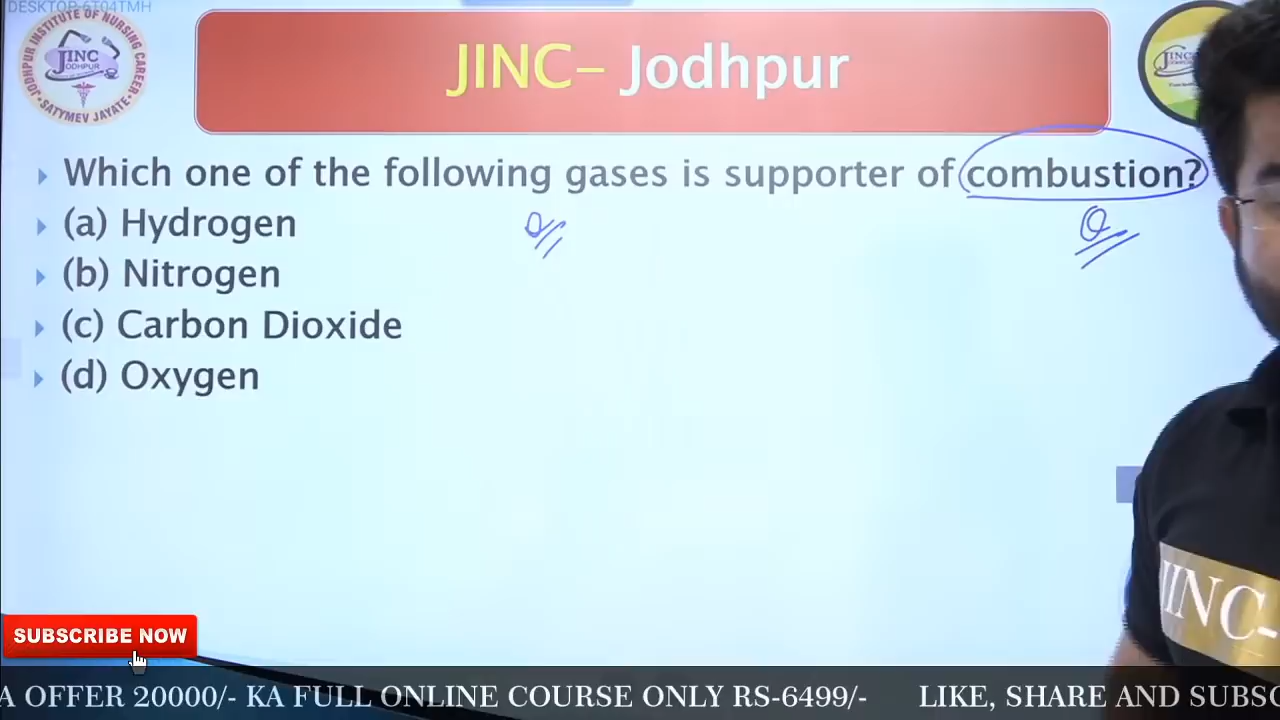 DESKTOP-6T04TMH
JODHPUR INSTITUTE OF NURSING CAREER
JINC
JODHPUR
SATYMEV JAYATE
JINC- Jodhpur
JINC
Which one of the following gases is supporter of combustion?
(a) Hydrogen
(b) Nitrogen
(c) Carbon Dioxide
(d) Oxygen
JINC-
SUBSCRIBE NOW
A OFFER 20000/- KA FULL ONLINE COURSE ONLY RS-6499/- LIKE, SHARE AND SUBSC